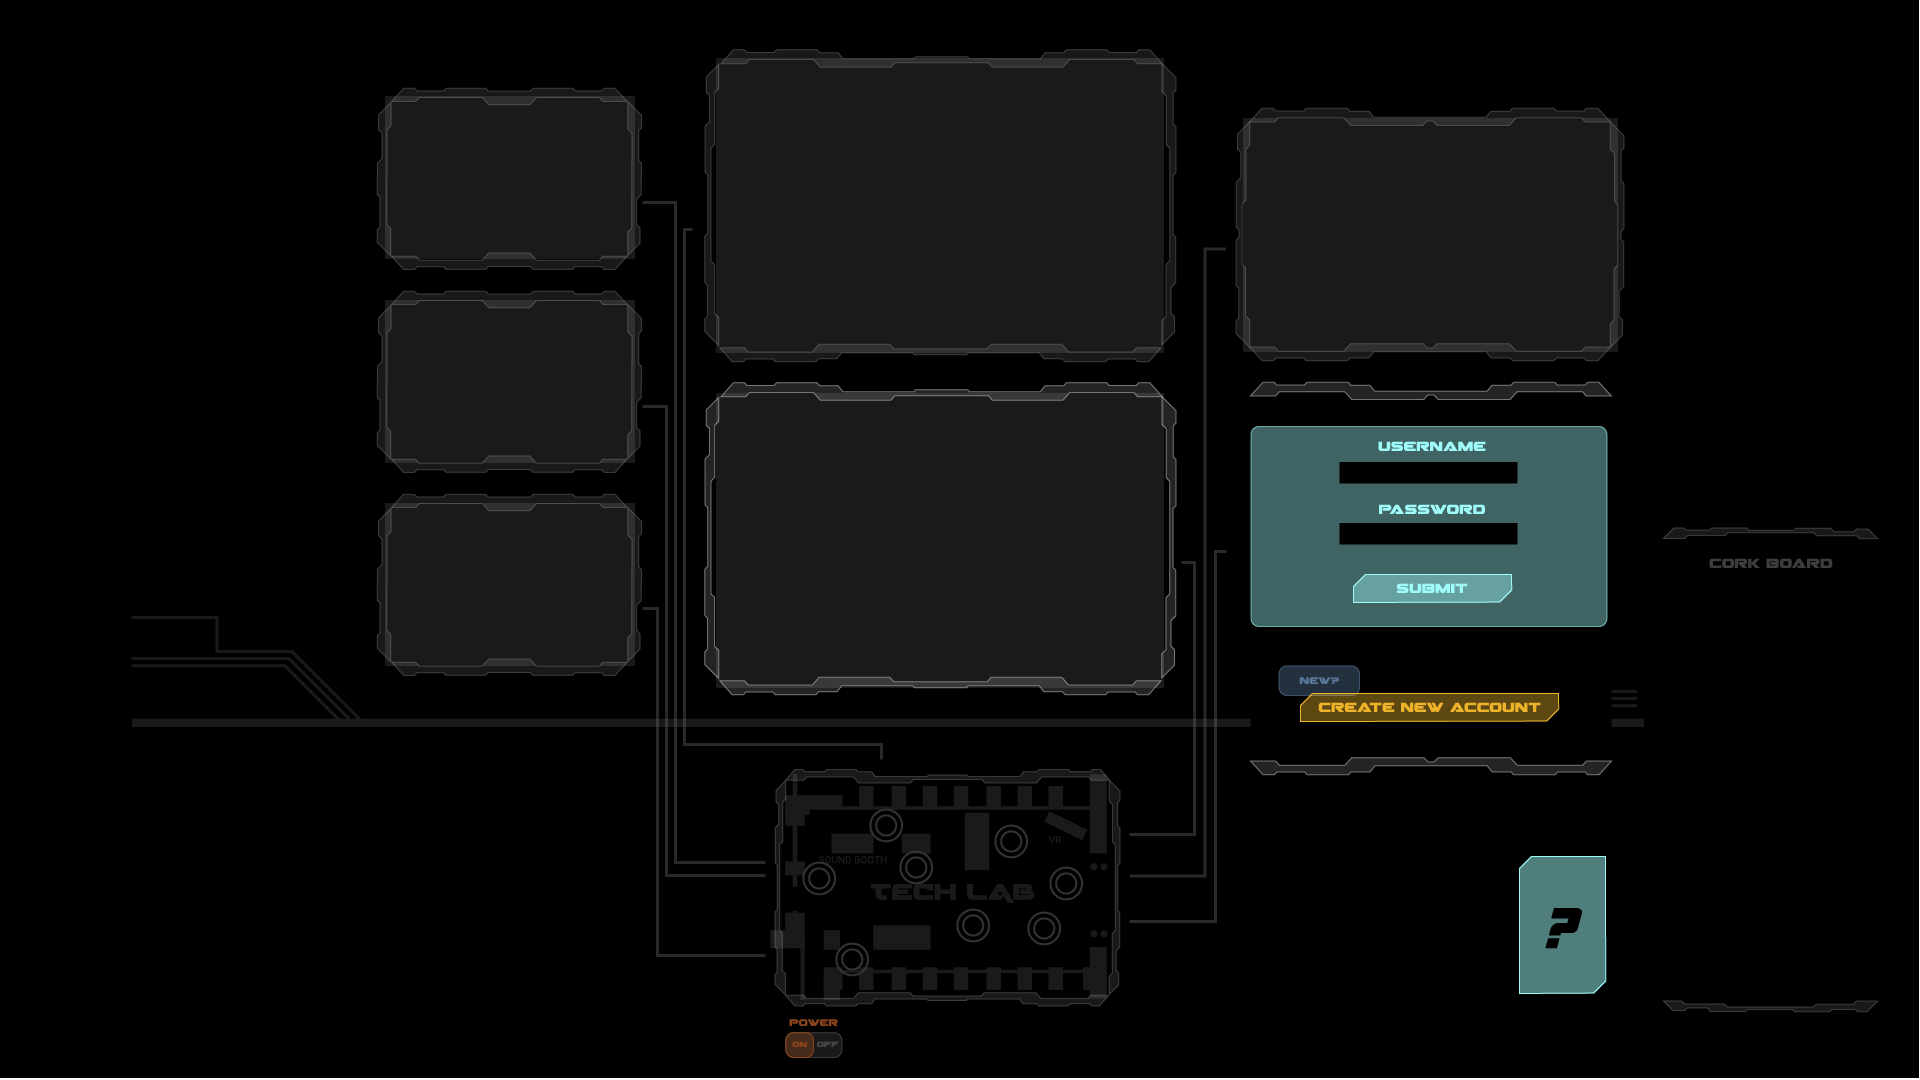 USERNAME
PASSWORD
SUBMIT
CORK BOARD
NEW?
CREATE NEW ACCOUNT
VR
SOUND BOOTH
TECH LAB
?
POWER
ON OFF